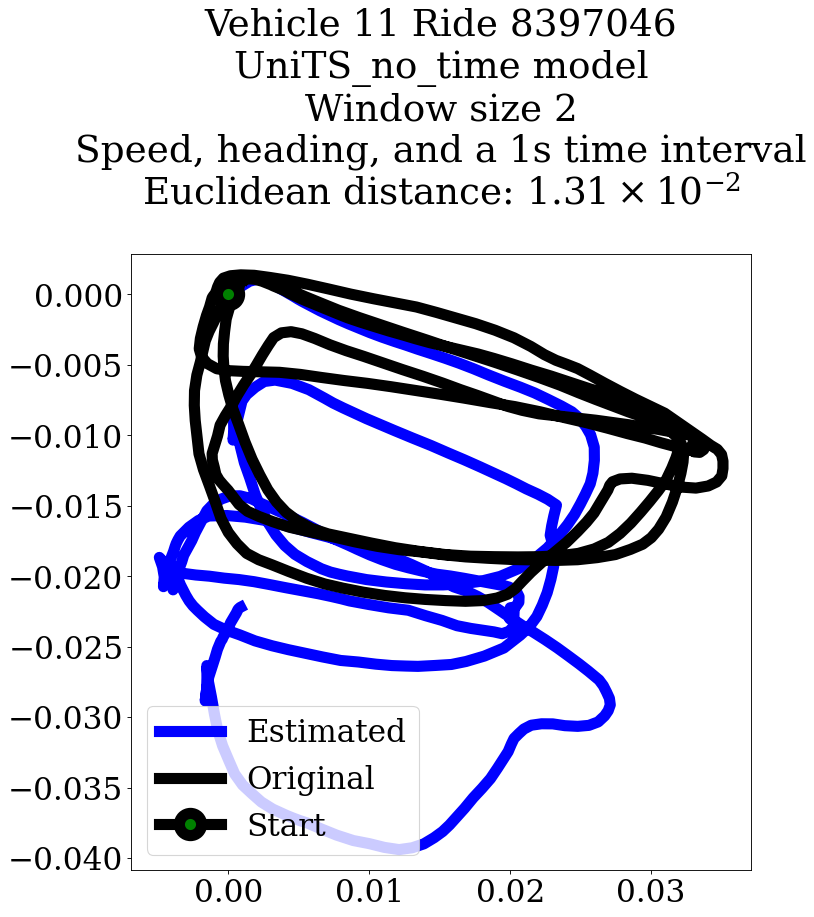 Vehicle 11 Ride 8397046
UniTS_no_time model
Window size 2
Speed, heading, and a 1s time interval
Euclidean distance: 1.31 × 10⁻²
0.000
−0.005
−0.010
−0.015
−0.020
−0.025
−0.030
−0.035
−0.040
Estimated
Original
Start
0.00 0.01 0.02 0.03